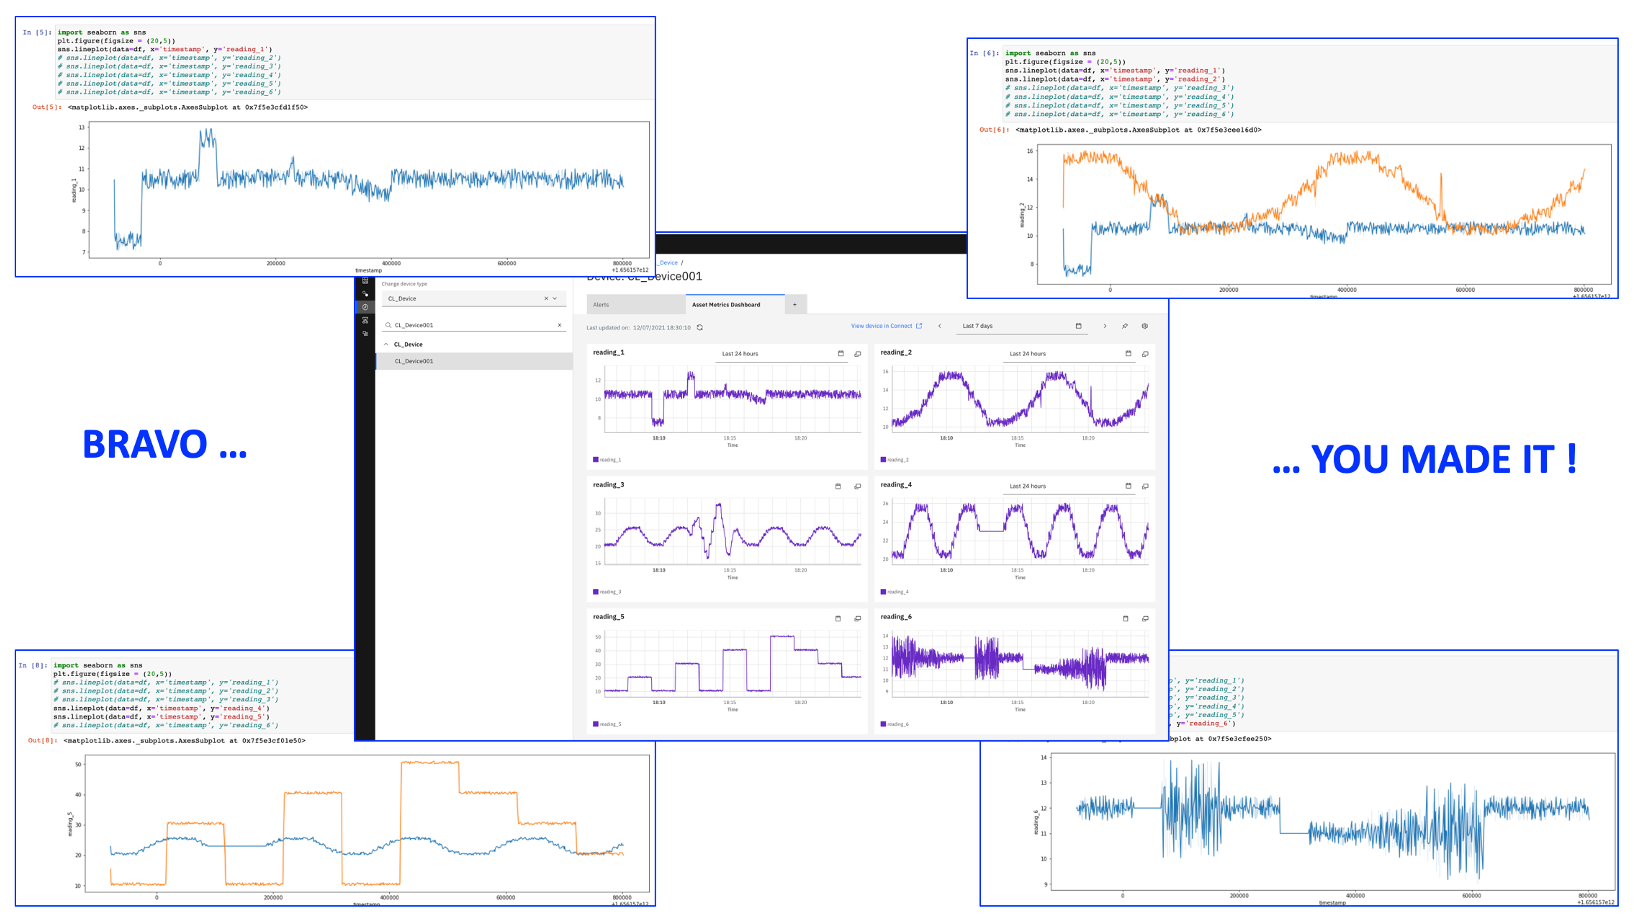 In [5]: import seaborn as sns
plt.figure(figsize = (20,5))
sns.lineplot(data=df, x='timestamp', y='reading_1')
# sns.lineplot(data=df, x='timestamp', y='reading_2')
# sns.lineplot(data=df, x='timestamp', y='reading_3')
# sns.lineplot(data=df, x='timestamp', y='reading_4')
# sns.lineplot(data=df, x='timestamp', y='reading_5')
# sns.lineplot(data=df, x='timestamp', y='reading_6')
Out[5]: <matplotlib.axes._subplots.AxesSubplot at 0x7f5e3cfd1f50>
13
12
11
10
9
8
7
reading_1
0 200000 400000 600000 800000
timestamp
+1.656157e12
In [6]: import seaborn as sns
plt.figure(figsize = (20,5))
sns.lineplot(data=df, x='timestamp', y='reading_1')
sns.lineplot(data=df, x='timestamp', y='reading_2')
# sns.lineplot(data=df, x='timestamp', y='reading_3')
# sns.lineplot(data=df, x='timestamp', y='reading_4')
# sns.lineplot(data=df, x='timestamp', y='reading_5')
# sns.lineplot(data=df, x='timestamp', y='reading_6')
Out[6]: <matplotlib.axes._subplots.AxesSubplot at 0x7f5e3cee16d0>
16
14
12
10
8
reading_2
0 200000 400000 600000 800000
timestamp
+1.656157e12
_Device /
Device: CL_Device001
Change device type
CL_Device
CL_Device001
CL_Device
CL_Device001
Alerts Asset Metrics Dashboard +
Last updated on: 12/07/2021 18:30:19
View device in Connect
Last 7 days
reading_1 Last 24 hours
12
10
8
18:10 18:15 18:20
Time
reading_1
reading_2 Last 24 hours
16
14
12
10
18:10 18:15 18:20
Time
reading_2
reading_3
30
25
20
15
18:10 18:15 18:20
Time
reading_3
reading_4 Last 24 hours
26
24
22
20
18:10 18:15 18:20
Time
reading_4
reading_5
50
40
30
20
10
18:10 18:15 18:20
Time
reading_5
reading_6
14
13
12
11
10
9
18:10 18:15 18:20
Time
reading_6
BRAVO ...
... YOU MADE IT !
In [8]: import seaborn as sns
plt.figure(figsize = (20,5))
# sns.lineplot(data=df, x='timestamp', y='reading_1')
# sns.lineplot(data=df, x='timestamp', y='reading_2')
# sns.lineplot(data=df, x='timestamp', y='reading_3')
sns.lineplot(data=df, x='timestamp', y='reading_4')
sns.lineplot(data=df, x='timestamp', y='reading_5')
# sns.lineplot(data=df, x='timestamp', y='reading_6')
Out[8]: <matplotlib.axes._subplots.AxesSubplot at 0x7f5e3cf01e50>
50
40
30
20
10
reading_5
0 200000 400000 600000 800000
timestamp
+1.656157e12
', y='reading_1')
', y='reading_2')
', y='reading_3')
', y='reading_4')
', y='reading_5')
, y='reading_6')
bplot at 0x7f5e3cfee250>
14
13
12
11
10
9
reading_6
0 200000 400000 600000 800000
timestamp
+1.656157e12